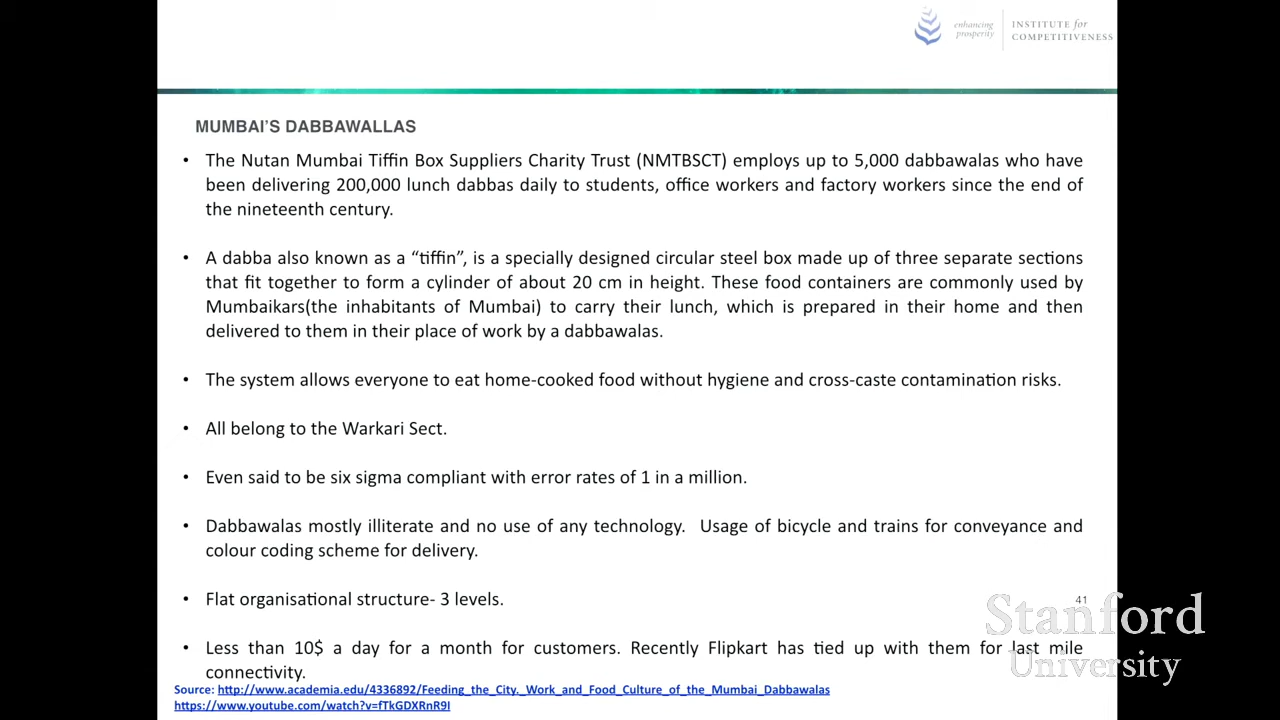 enhancing
prosperity
INSTITUTE for
COMPETITIVENESS
MUMBAI'S DABBAWALLAS
• The Nutan Mumbai Tiffin Box Suppliers Charity Trust (NMTBSCT) employs up to 5,000 dabbawalas who have
been delivering 200,000 lunch dabbas daily to students, office workers and factory workers since the end of
the nineteenth century.
• A dabba also known as a “tiffin”, is a specially designed circular steel box made up of three separate sections
that fit together to form a cylinder of about 20 cm in height. These food containers are commonly used by
Mumbaikars(the inhabitants of Mumbai) to carry their lunch, which is prepared in their home and then
delivered to them in their place of work by a dabbawalas.
• The system allows everyone to eat home-cooked food without hygiene and cross-caste contamination risks.
• All belong to the Warkari Sect.
• Even said to be six sigma compliant with error rates of 1 in a million.
• Dabbawalas mostly illiterate and no use of any technology. Usage of bicycle and trains for conveyance and
colour coding scheme for delivery.
• Flat organisational structure- 3 levels.
41
• Less than 10$ a day for a month for customers. Recently Flipkart has tied up with them for last mile
connectivity.
Source: http://www.academia.edu/4336892/Feeding_the_City._Work_and_Food_Culture_of_the_Mumbai_Dabbawalas
https://www.youtube.com/watch?v=fTkGDXRnR9I
Stanford
University